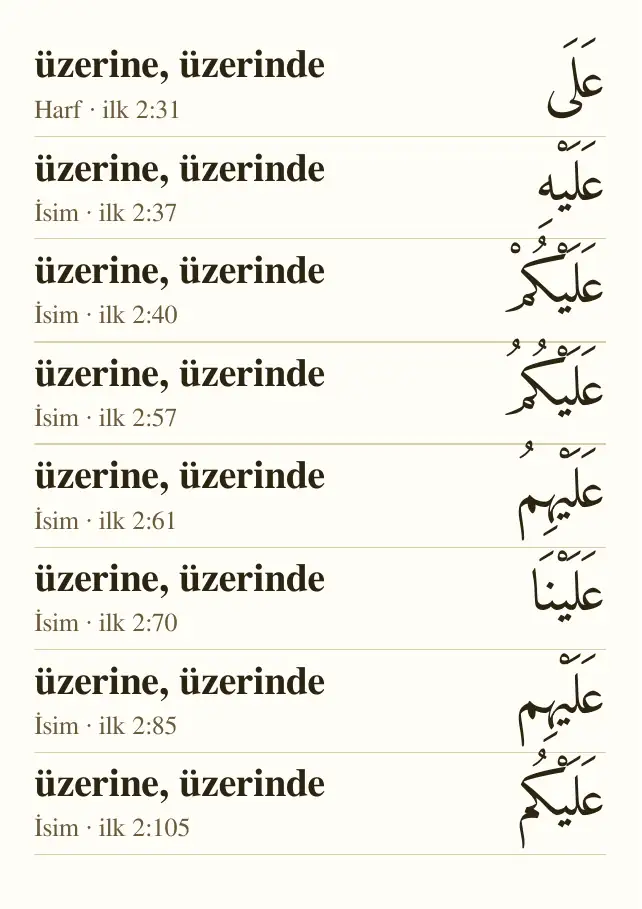 üzerine, üzerinde عَلَى
Harf · ilk 2:31
üzerine, üzerinde عَلَيْهِ
İsim · ilk 2:37
üzerine, üzerinde عَلَيْكُمْ
İsim · ilk 2:40
üzerine, üzerinde عَلَيْكُمُ
İsim · ilk 2:57
üzerine, üzerinde عَلَيْهِمُ
İsim · ilk 2:61
üzerine, üzerinde عَلَيْنَا
İsim · ilk 2:70
üzerine, üzerinde عَلَيْهِم
İsim · ilk 2:85
üzerine, üzerinde عَلَيْكُم
İsim · ilk 2:105